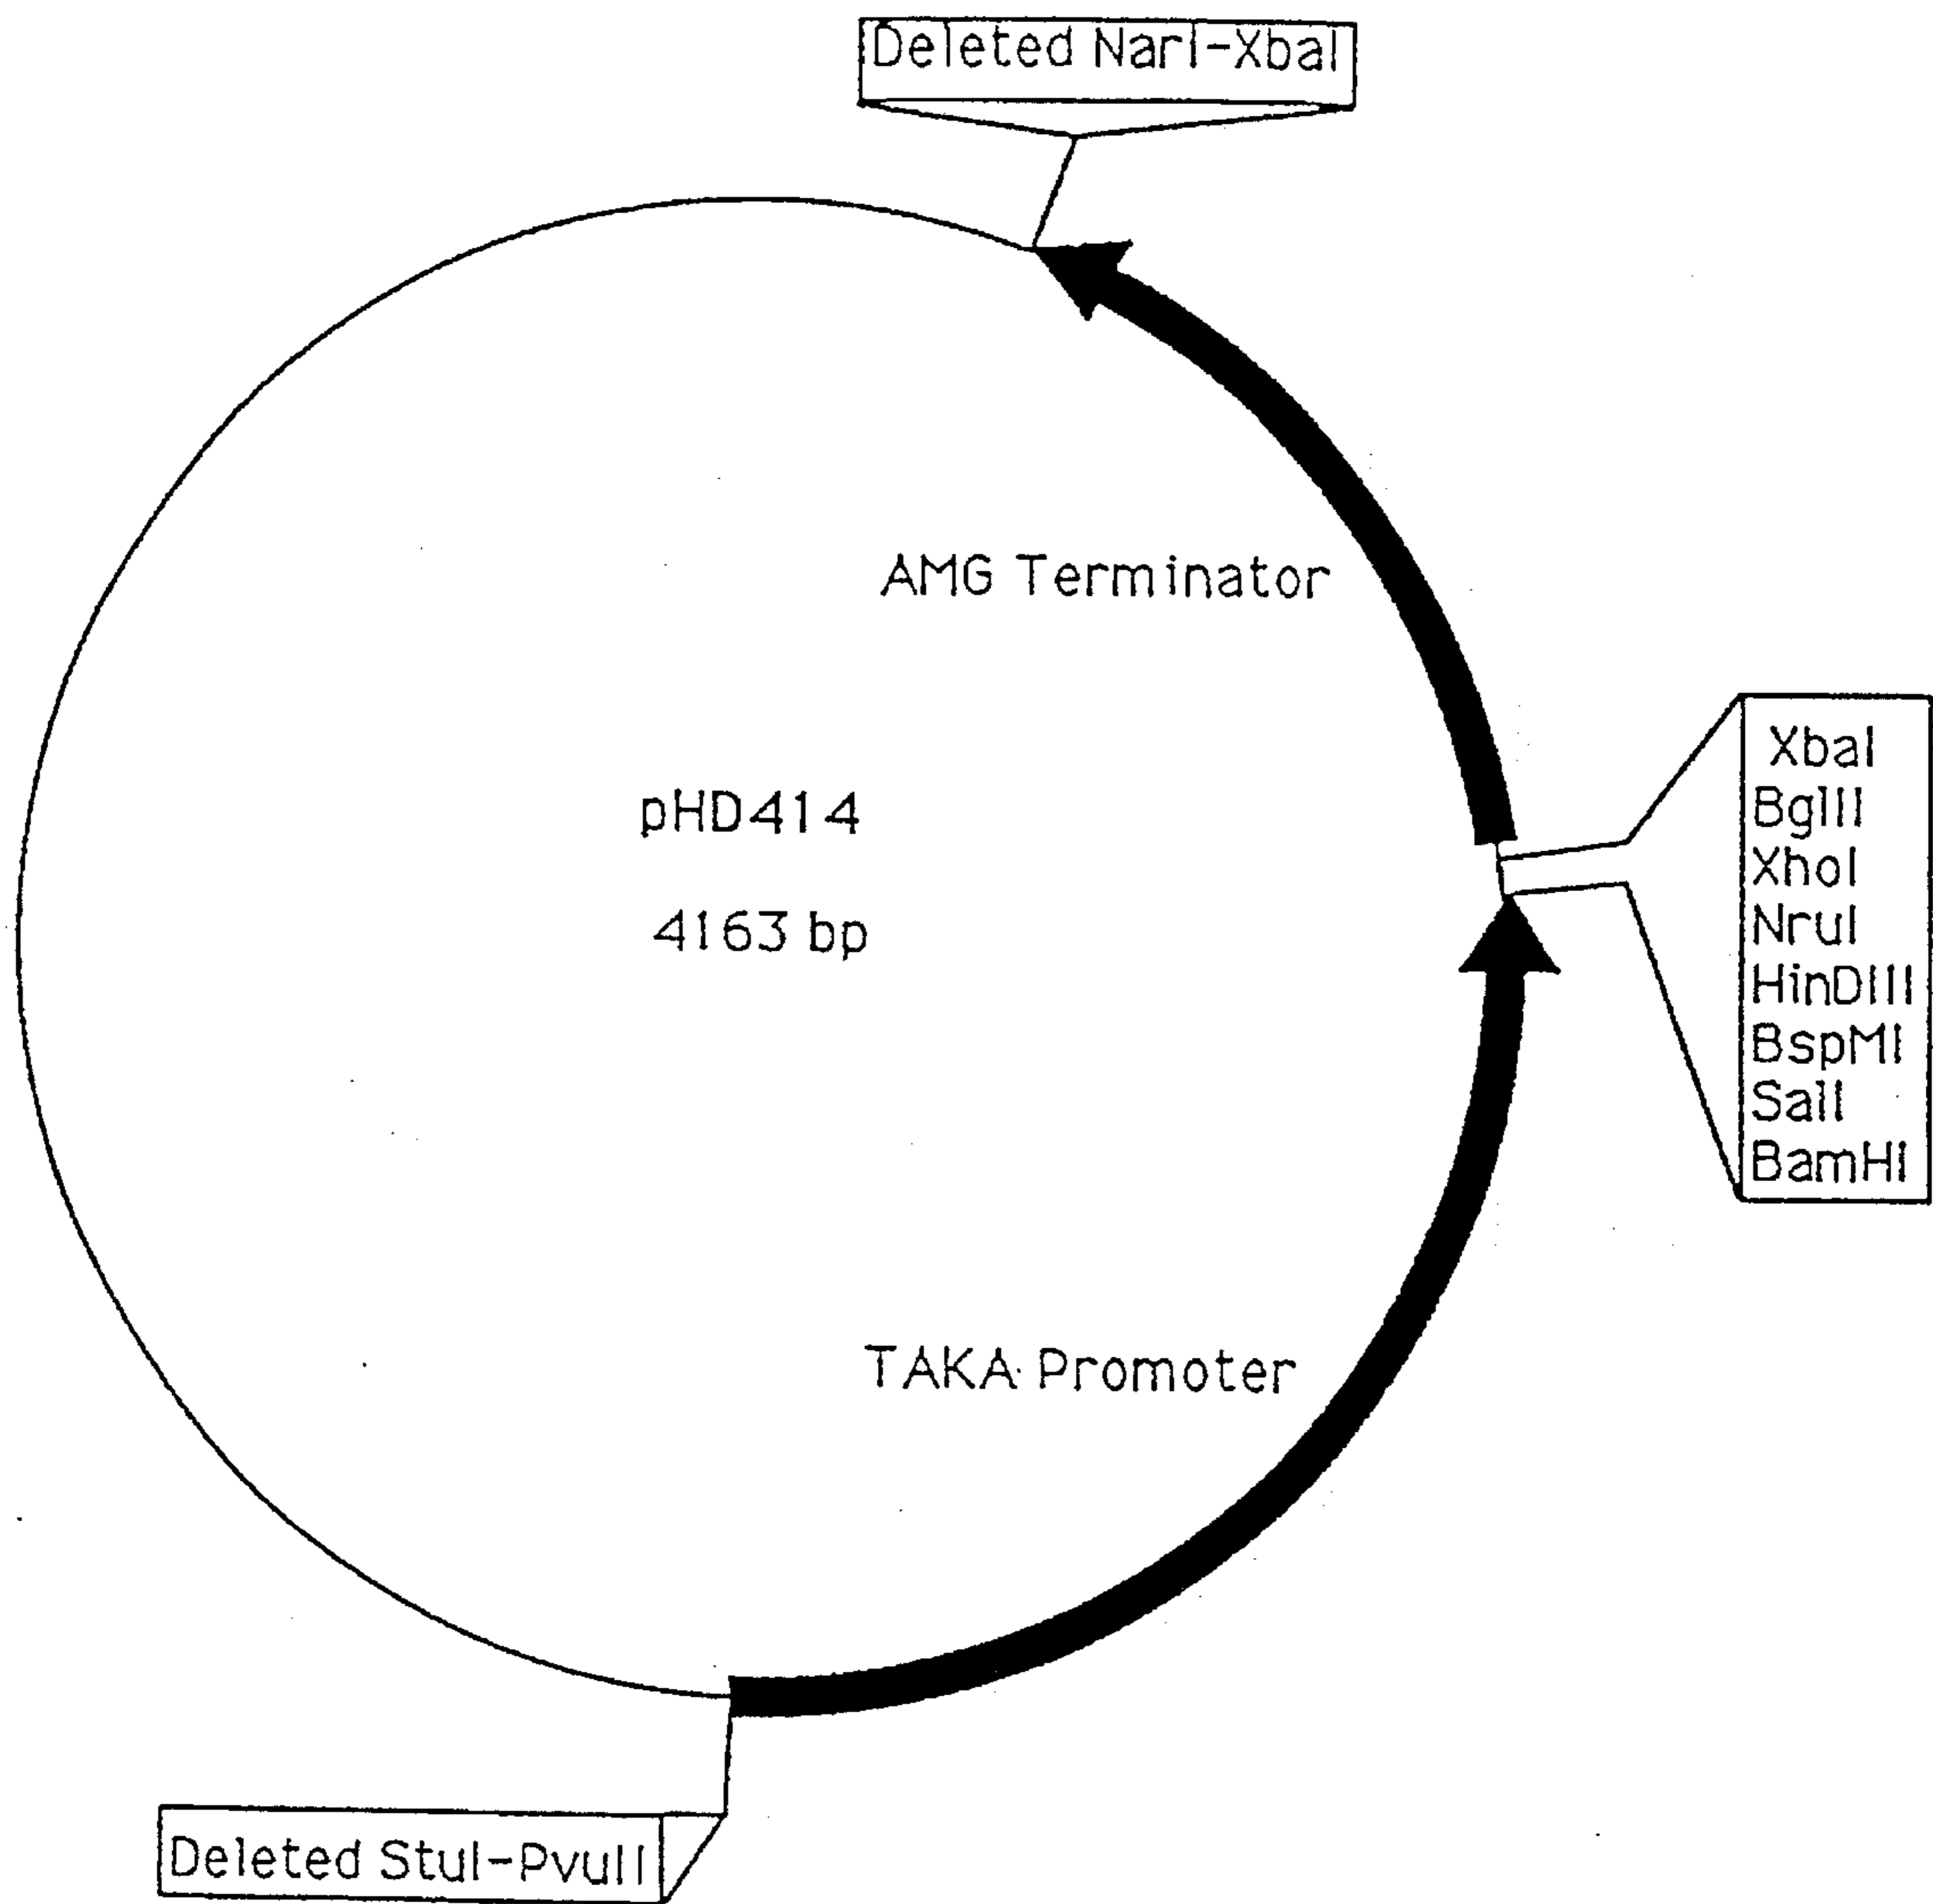 Deleted NarI-XbaI
AMG Terminator
pHD414
4163 bp
XbaI
BglII
XhoI
NruI
HinDIII
BspMI
SalI
BamHI
TAKA Promoter
Deleted StuI-PvuII